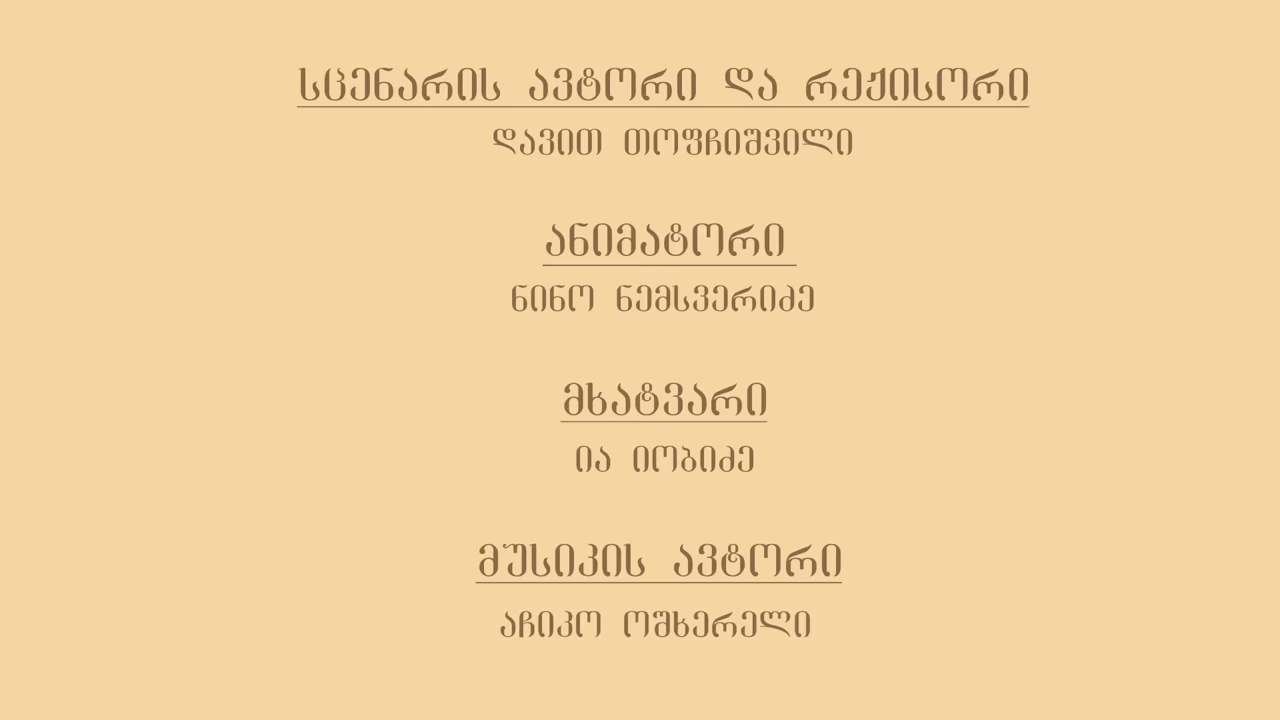 სცენარის ავტორი და რეჟისორი
დავით თოფჩიშვილი
ანიმატორი
ნინო ნემსვერიძე
მხატვარი
ია იობიძე
მუსიკის ავტორი
აჩიკო ოშხერელი